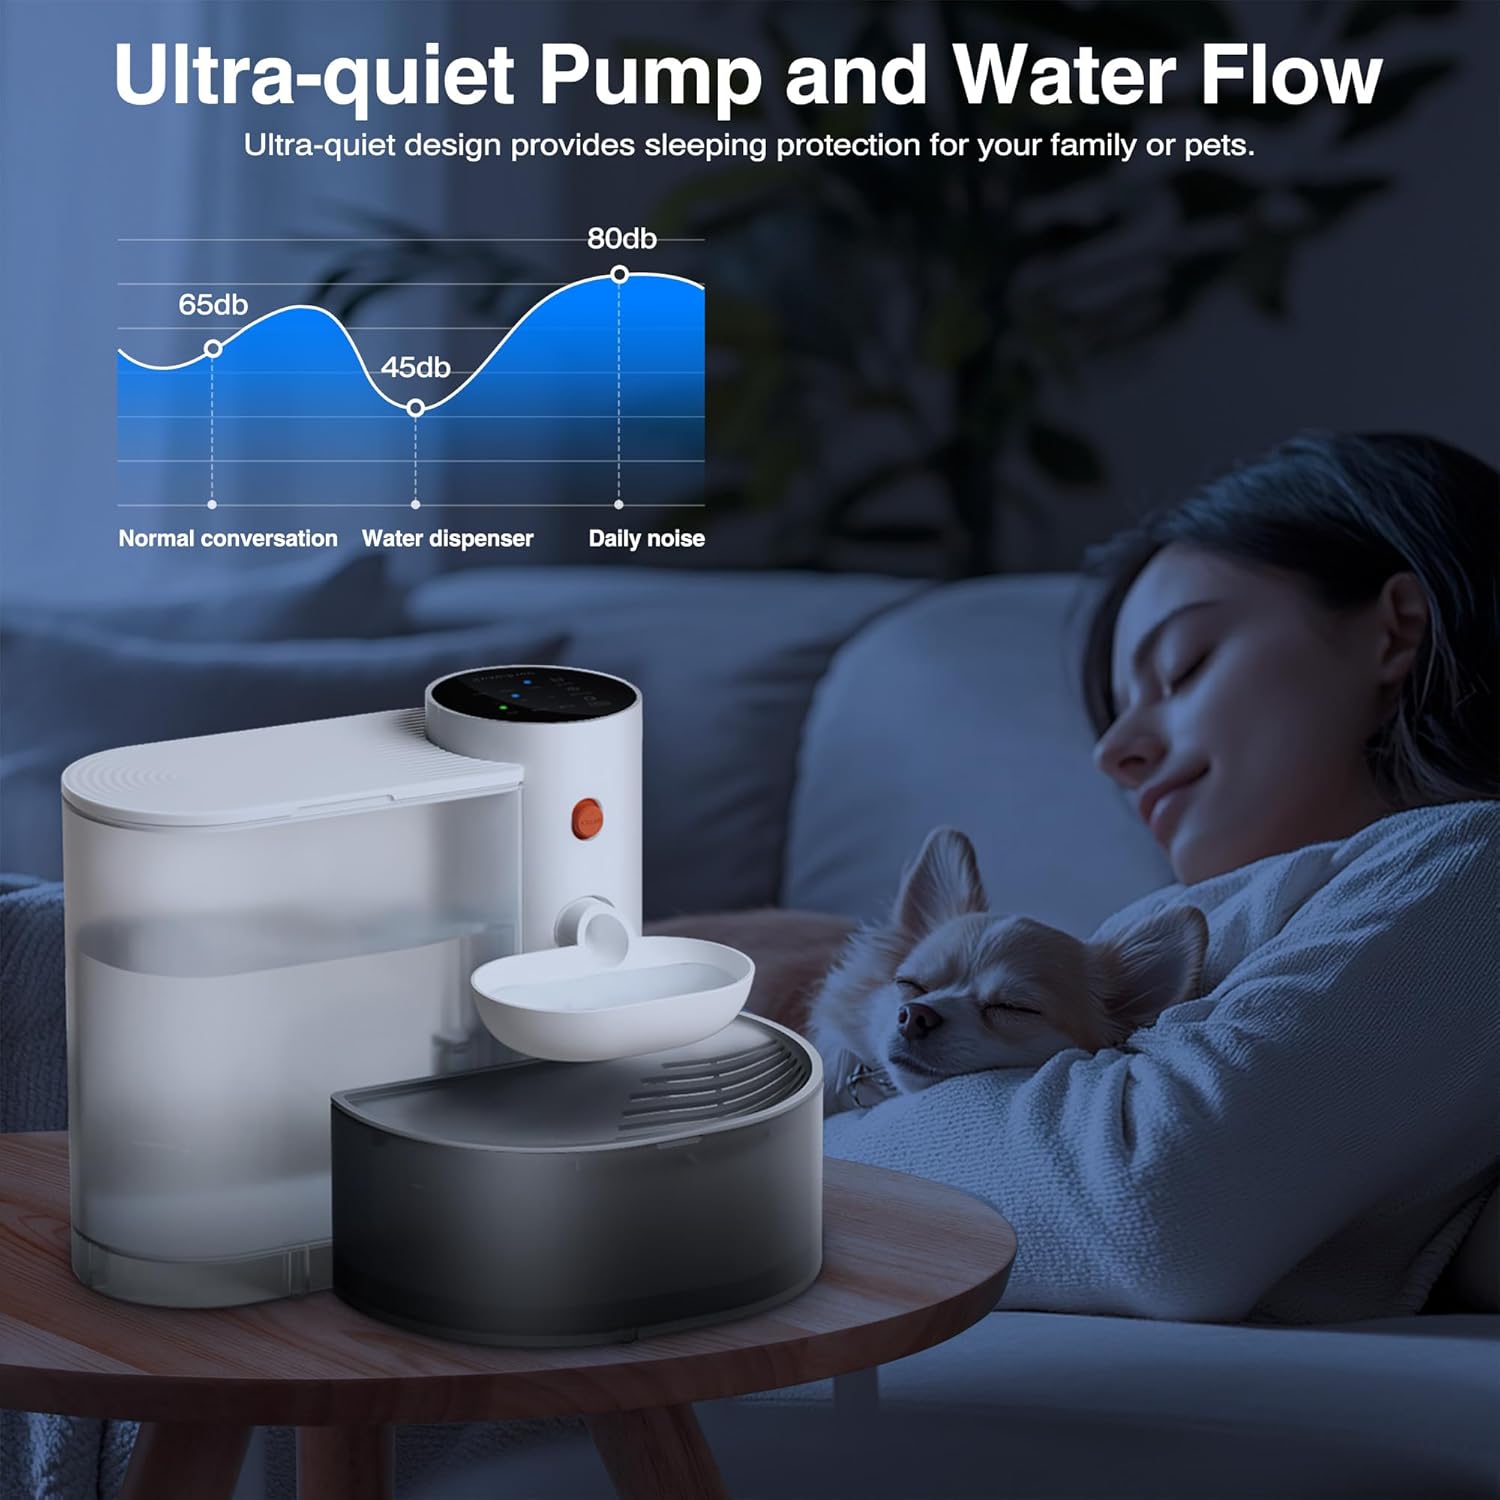 Ultra-quiet Pump and Water Flow
Ultra-quiet design provides sleeping protection for your family or pets.
80db
65db
45db
Normal conversation Water dispenser Daily noise